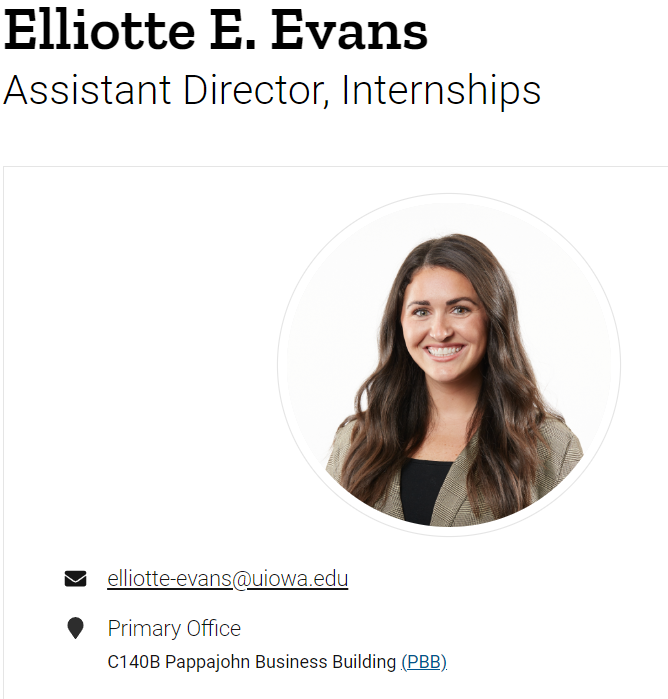 Elliotte E. Evans
Assistant Director, Internships
elliotte-evans@uiowa.edu
Primary Office
C140B Pappajohn Business Building (PBB)